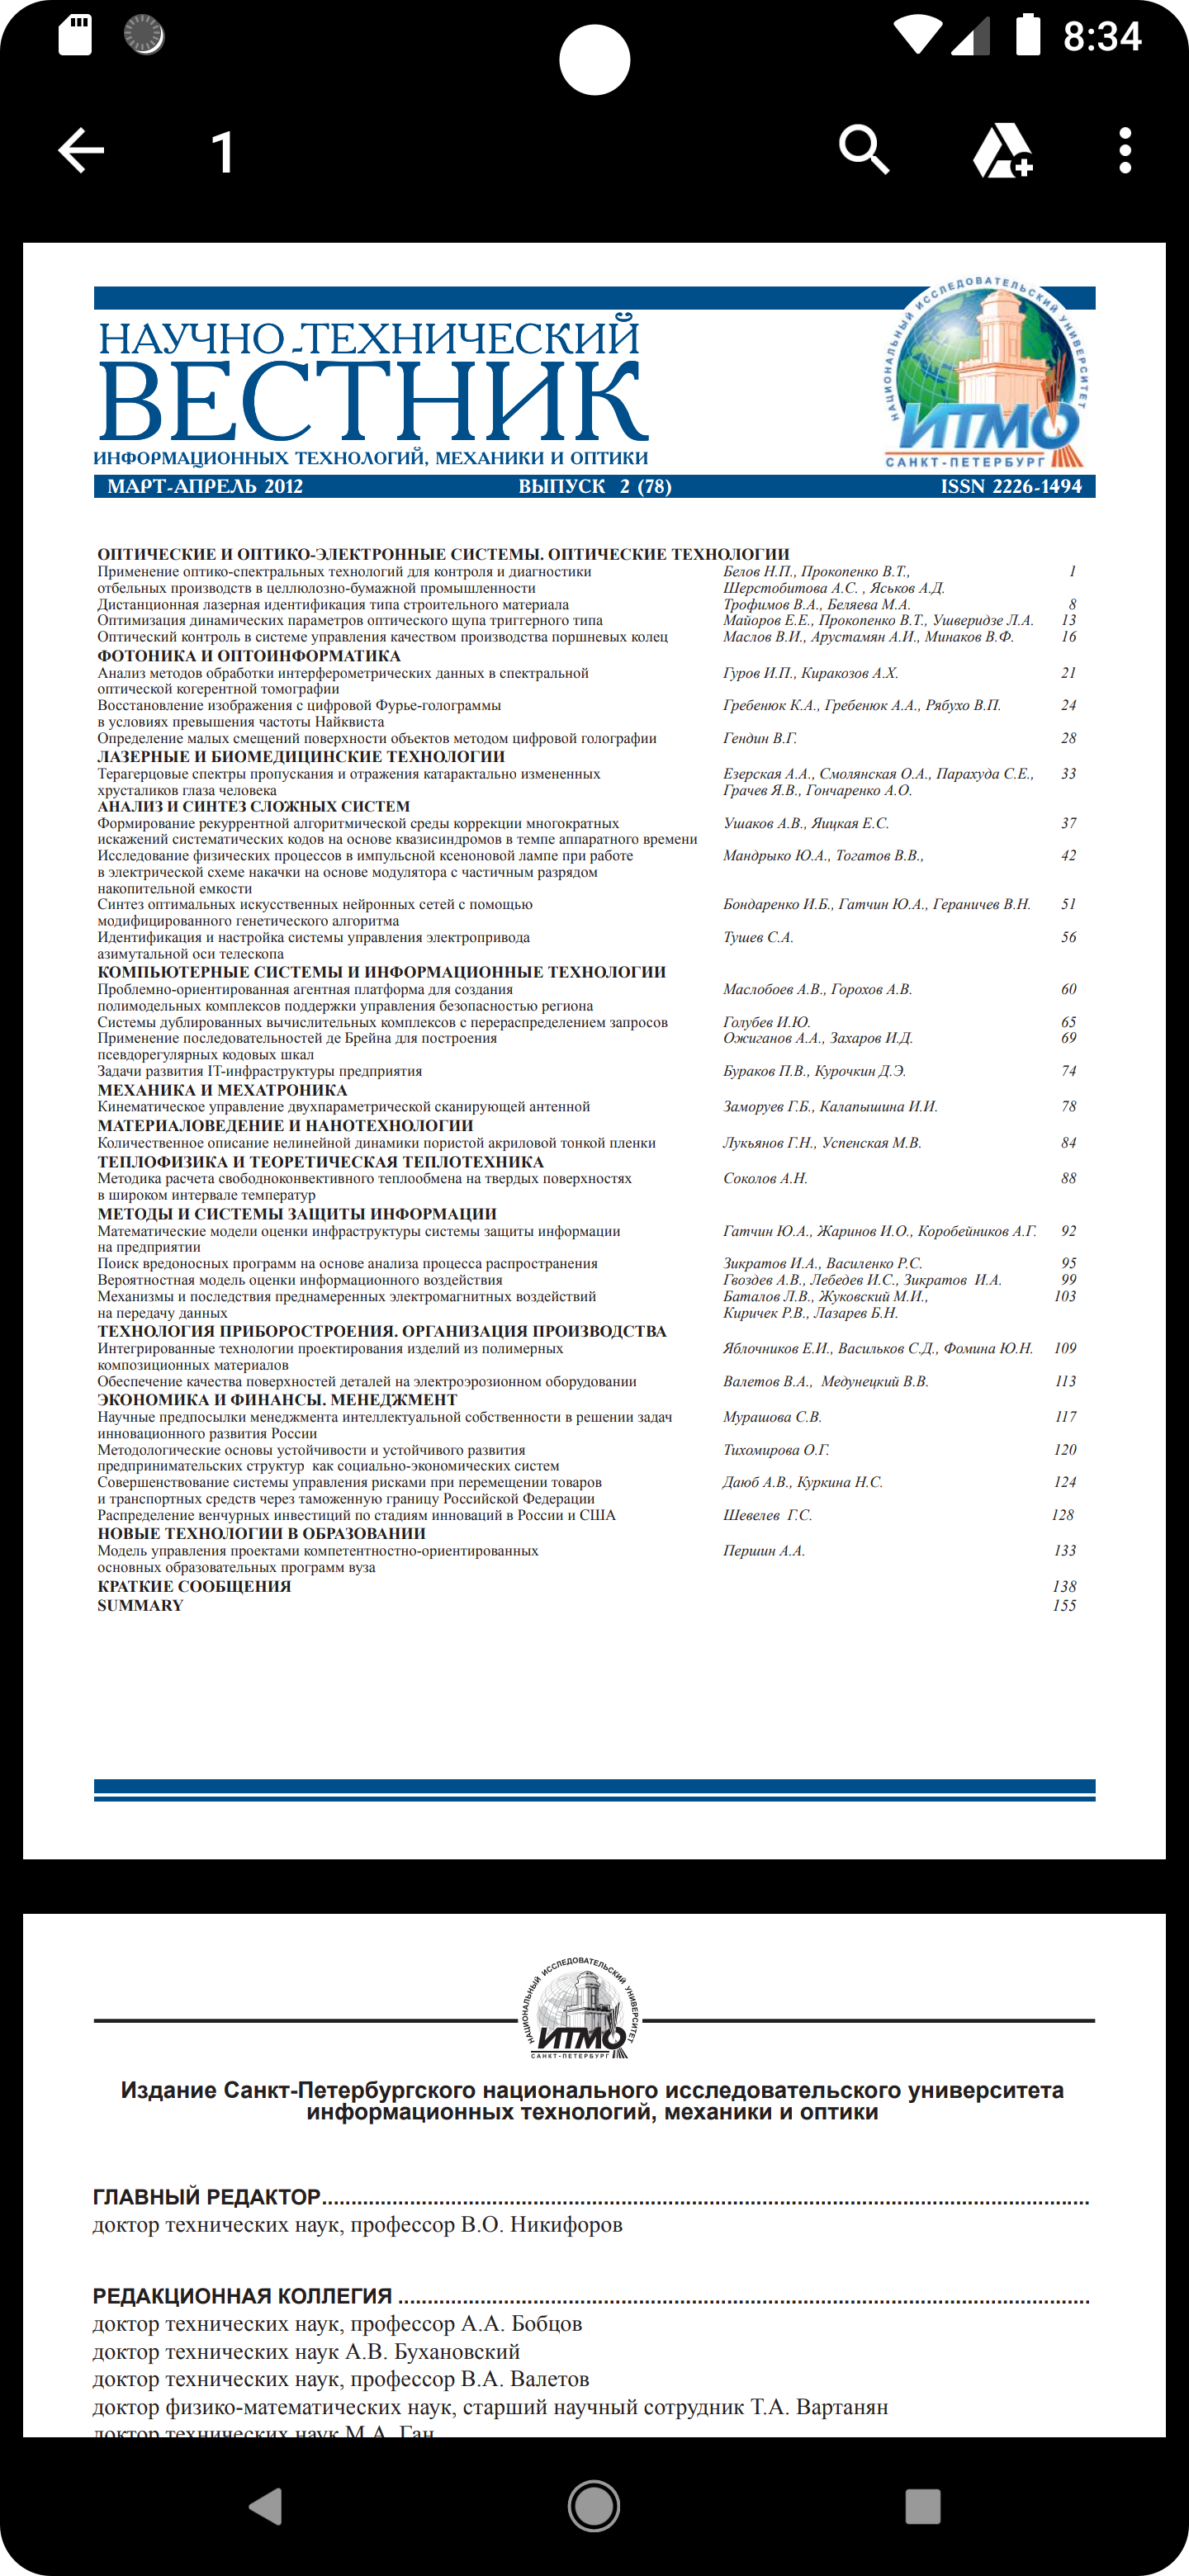 8:34
1
НАУЧНО-ТЕХНИЧЕСКИЙ
ВЕСТНИК
ИНФОРМАЦИОННЫХ ТЕХНОЛОГИЙ, МЕХАНИКИ И ОПТИКИ
НАЦИОНАЛЬНЫЙ ИССЛЕДОВАТЕЛЬСКИЙ УНИВЕРСИТЕТ
ИТМО
САНКТ-ПЕТЕРБУРГ
МАРТ-АПРЕЛЬ 2012 ВЫПУСК 2 (78) ISSN 2226-1494
ОПТИЧЕСКИЕ И ОПТИКО-ЭЛЕКТРОННЫЕ СИСТЕМЫ. ОПТИЧЕСКИЕ ТЕХНОЛОГИИ
Применение оптико-спектральных технологий для контроля и диагностики Белов Н.П., Прокопенко В.Т., 1
отбельных производств в целлюлозно-бумажной промышленности Шерстобитова А.С. , Яськов А.Д.
Дистанционная лазерная идентификация типа строительного материала Трофимов В.А., Беляева М.А. 8
Оптимизация динамических параметров оптического щупа триггерного типа Майоров Е.Е., Прокопенко В.Т., Ушверидзе Л.А. 13
Оптический контроль в системе управления качеством производства поршневых колец Маслов В.И., Арустамян А.И., Минаков В.Ф. 16
ФОТОНИКА И ОПТОИНФОРМАТИКА
Анализ методов обработки интерферометрических данных в спектральной Гуров И.П., Киракозов А.Х. 21
оптической когерентной томографии
Восстановление изображения с цифровой Фурье-голограммы Гребенюк К.А., Гребенюк А.А., Рябухо В.П. 24
в условиях превышения частоты Найквиста
Определение малых смещений поверхности объектов методом цифровой голографии Гендин В.Г. 28
ЛАЗЕРНЫЕ И БИОМЕДИЦИНСКИЕ ТЕХНОЛОГИИ
Терагерцовые спектры пропускания и отражения катарактально измененных Езерская А.А., Смолянская О.А., Парахуда С.Е., 33
хрусталиков глаза человека Грачев Я.В., Гончаренко А.О.
АНАЛИЗ И СИНТЕЗ СЛОЖНЫХ СИСТЕМ
Формирование рекуррентной алгоритмической среды коррекции многократных Ушаков А.В., Яицкая Е.С. 37
искажений систематических кодов на основе квазисиндромов в темпе аппаратного времени
Исследование физических процессов в импульсной ксеноновой лампе при работе Мандрыко Ю.А., Тогатов В.В., 42
в электрической схеме накачки на основе модулятора с частичным разрядом
накопительной емкости
Синтез оптимальных искусственных нейронных сетей с помощью Бондаренко И.Б., Гатчин Ю.А., Гераничев В.Н. 51
модифицированного генетического алгоритма
Идентификация и настройка системы управления электропривода Тушев С.А. 56
азимутальной оси телескопа
КОМПЬЮТЕРНЫЕ СИСТЕМЫ И ИНФОРМАЦИОННЫЕ ТЕХНОЛОГИИ
Проблемно-ориентированная агентная платформа для создания Маслобоев А.В., Горохов А.В. 60
полимодельных комплексов поддержки управления безопасностью региона
Системы дублированных вычислительных комплексов с перераспределением запросов Голубев И.Ю. 65
Применение последовательностей де Брейна для построения Ожиганов А.А., Захаров И.Д. 69
псевдорегулярных кодовых шкал
Задачи развития IT-инфраструктуры предприятия Бураков П.В., Курочкин Д.Э. 74
МЕХАНИКА И МЕХАТРОНИКА
Кинематическое управление двухпараметрической сканирующей антенной Заморуев Г.Б., Калапышина И.И. 78
МАТЕРИАЛОВЕДЕНИЕ И НАНОТЕХНОЛОГИИ
Количественное описание нелинейной динамики пористой акриловой тонкой пленки Лукьянов Г.Н., Успенская М.В. 84
ТЕПЛОФИЗИКА И ТЕОРЕТИЧЕСКАЯ ТЕПЛОТЕХНИКА
Методика расчета свободноконвективного теплообмена на твердых поверхностях Соколов А.Н. 88
в широком интервале температур
МЕТОДЫ И СИСТЕМЫ ЗАЩИТЫ ИНФОРМАЦИИ
Математические модели оценки инфраструктуры системы защиты информации Гатчин Ю.А., Жаринов И.О., Коробейников А.Г. 92
на предприятии
Поиск вредоносных программ на основе анализа процесса распространения Зикратов И.А., Василенко Р.С. 95
Вероятностная модель оценки информационного воздействия Гвоздев А.В., Лебедев И.С., Зикратов И.А. 99
Механизмы и последствия преднамеренных электромагнитных воздействий Баталов Л.В., Жуковский М.И., 103
на передачу данных Киричек Р.В., Лазарев Б.Н.
ТЕХНОЛОГИЯ ПРИБОРОСТРОЕНИЯ. ОРГАНИЗАЦИЯ ПРОИЗВОДСТВА
Интегрированные технологии проектирования изделий из полимерных Яблочников Е.И., Васильков С.Д., Фомина Ю.Н. 109
композиционных материалов
Обеспечение качества поверхностей деталей на электроэрозионном оборудовании Валетов В.А., Медунецкий В.В. 113
ЭКОНОМИКА И ФИНАНСЫ. МЕНЕДЖМЕНТ
Научные предпосылки менеджмента интеллектуальной собственности в решении задач Мурашова С.В. 117
инновационного развития России
Методологические основы устойчивости и устойчивого развития Тихомирова О.Г. 120
предпринимательских структур как социально-экономических систем
Совершенствование системы управления рисками при перемещении товаров Даюб А.В., Куркина Н.С. 124
и транспортных средств через таможенную границу Российской Федерации
Распределение венчурных инвестиций по стадиям инноваций в России и США Шевелев Г.С. 128
НОВЫЕ ТЕХНОЛОГИИ В ОБРАЗОВАНИИ
Модель управления проектами компетентностно-ориентированных Першин А.А. 133
основных образовательных программ вуза
КРАТКИЕ СООБЩЕНИЯ 138
SUMMARY 155
НАЦИОНАЛЬНЫЙ ИССЛЕДОВАТЕЛЬСКИЙ УНИВЕРСИТЕТ
ИТМО
САНКТ-ПЕТЕРБУРГ
Издание Санкт-Петербургского национального исследовательского университета
информационных технологий, механики и оптики
ГЛАВНЫЙ РЕДАКТОР
доктор технических наук, профессор В.О. Никифоров
РЕДАКЦИОННАЯ КОЛЛЕГИЯ
доктор технических наук, профессор А.А. Бобцов
доктор технических наук А.В. Бухановский
доктор технических наук, профессор В.А. Валетов
доктор физико-математических наук, старший научный сотрудник Т.А. Вартанян
доктор технических наук М.А. Ган